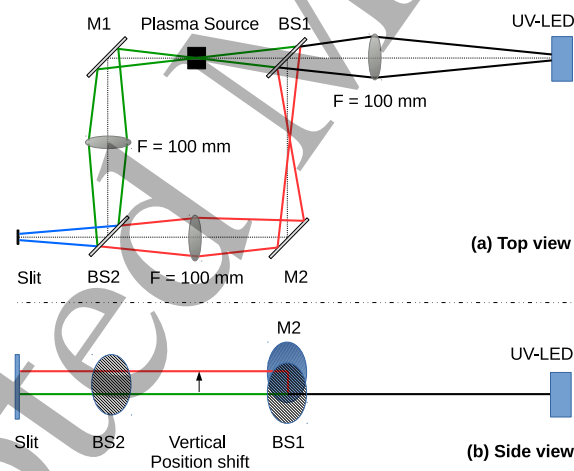 M1
Plasma Source
BS1
UV-LED
F = 100 mm
F = 100 mm
(a) Top view
Slit
BS2
F = 100 mm
M2
M2
UV-LED
Slit
BS2
Vertical
Position shift
BS1
(b) Side view